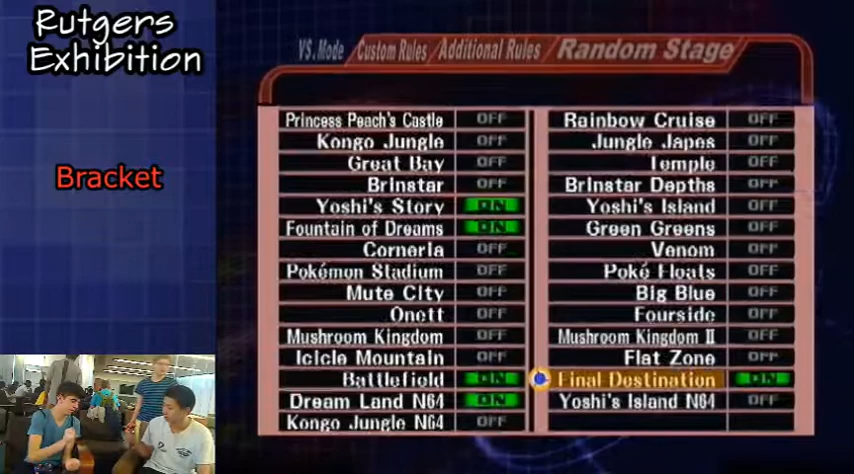 Rutgers
Exhibition
Bracket
VS. Mode Custom Rules Additional Rules Random Stage
Princess Peach's Castle OFF Rainbow Cruise OFF
Kongo Jungle OFF Jungle Japes OFF
Great Bay OFF Temple OFF
Brinstar OFF Brinstar Depths OFF
Yoshi's Story ON Yoshi's Island OFF
Fountain of Dreams ON Green Greens OFF
Corneria OFF Venom OFF
Pokémon Stadium OFF Poké Floats OFF
Mute City OFF Big Blue OFF
Onett OFF Fourside OFF
Mushroom Kingdom OFF Mushroom Kingdom II OFF
Icicle Mountain OFF Flat Zone OFF
Battlefield ON Final Destination ON
Dream Land N64 ON Yoshi's Island N64 OFF
Kongo Jungle N64 OFF